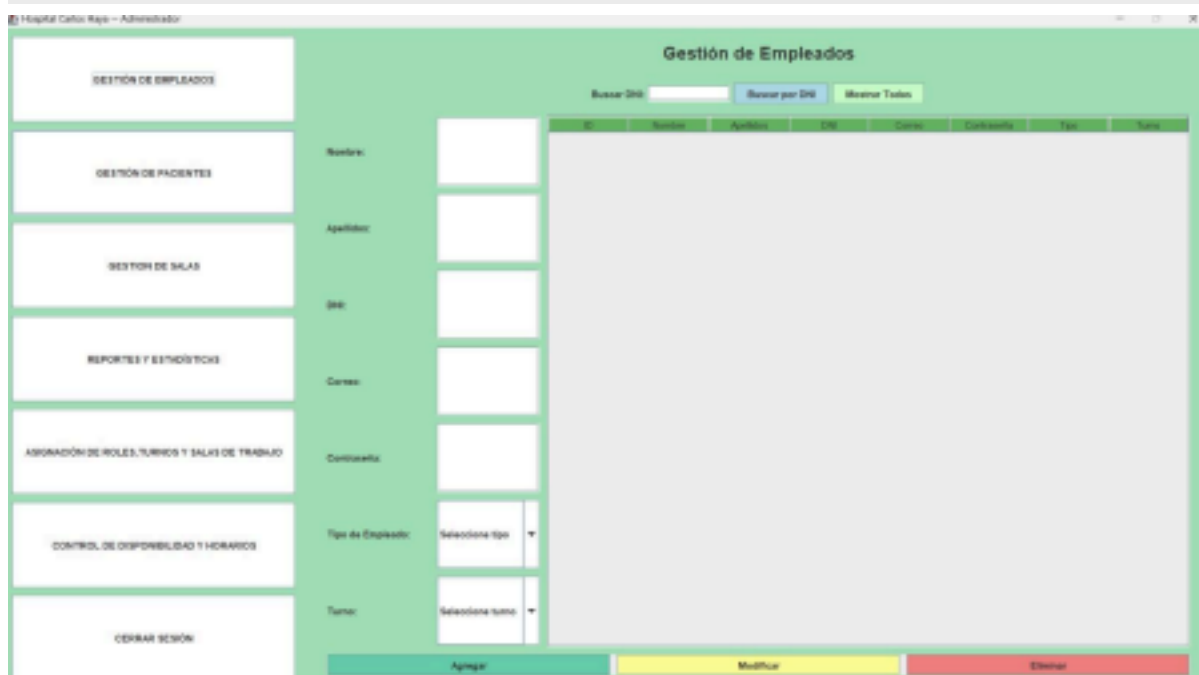 Hospital Carlos Haya – Administrador
GESTIÓN DE EMPLEADOS
GESTIÓN DE PACIENTES
GESTIÓN DE SALAS
REPORTES Y ESTADÍSTICAS
ASIGNACIÓN DE ROLES, TURNOS Y SALAS DE TRABAJO
CONTROL DE DISPONIBILIDAD Y HORARIOS
CERRAR SESIÓN
Gestión de Empleados
Buscar DNI: Buscar por DNI Mostrar Todos
Nombre:
Apellidos:
DNI:
Correo:
Contraseña:
Tipo de Empleado: Seleccione tipo
Turno: Seleccione turno
ID Nombre Apellidos DNI Correo Contraseña Tipo Turno
Agregar Modificar Eliminar